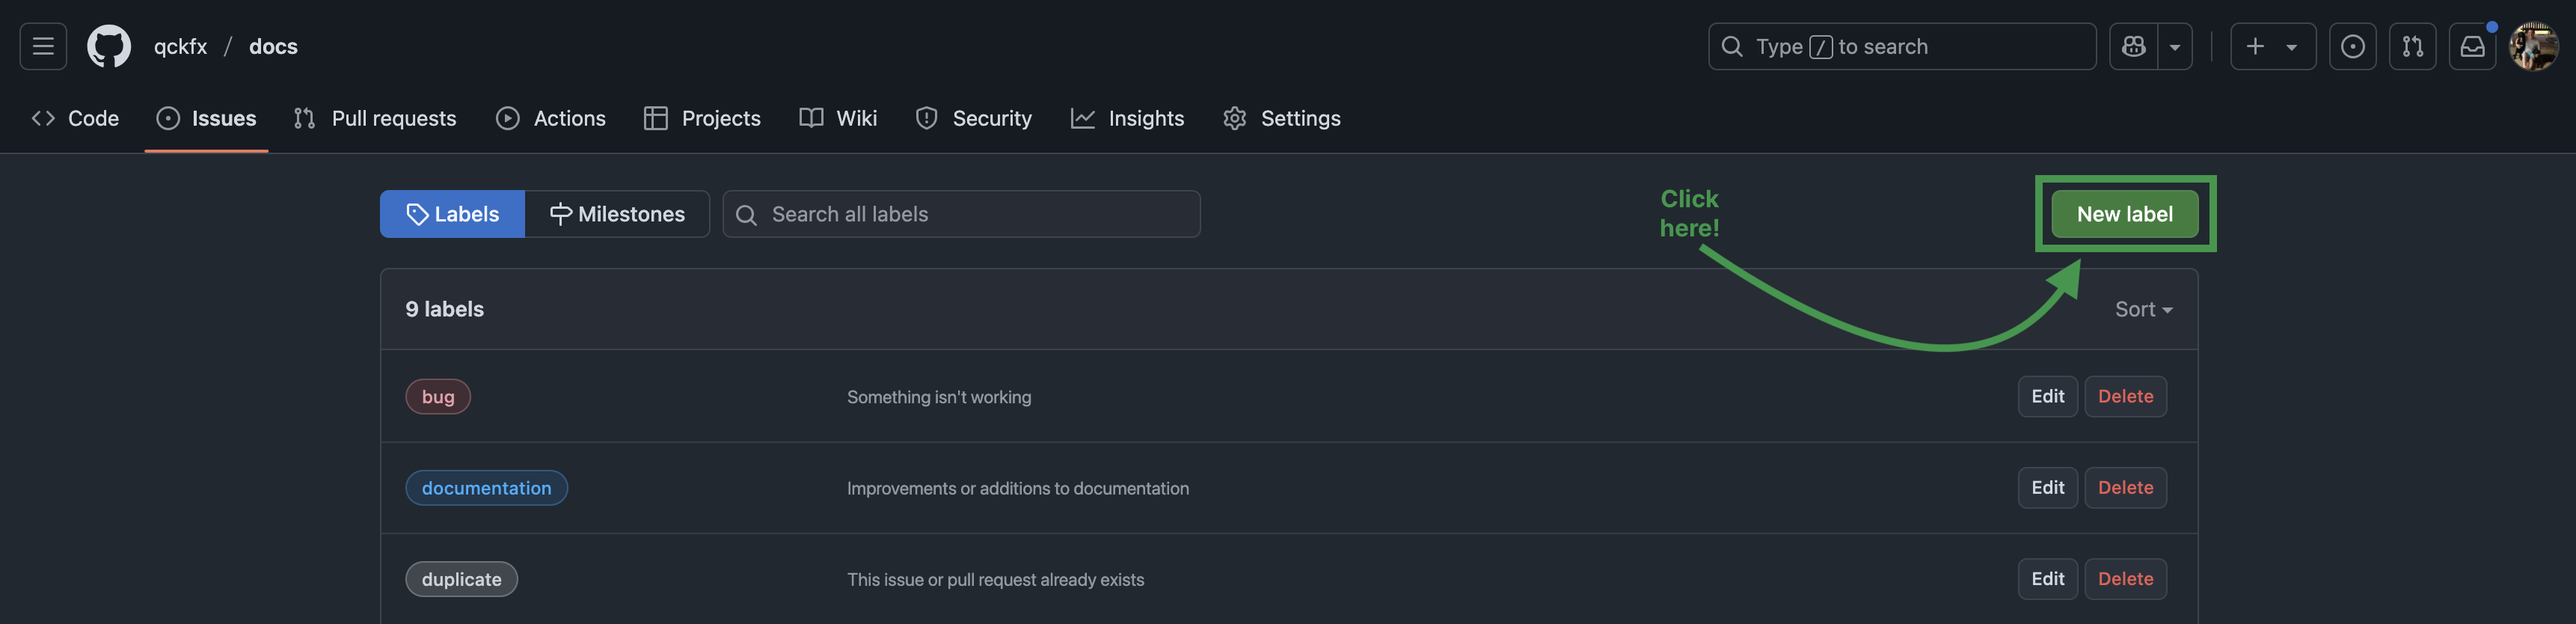 qckfx / docs
Type / to search
Code Issues Pull requests Actions Projects Wiki Security Insights Settings
Labels Milestones Search all labels
Click
here!
New label
9 labels
Sort
bug Something isn't working Edit Delete
documentation Improvements or additions to documentation Edit Delete
duplicate This issue or pull request already exists Edit Delete